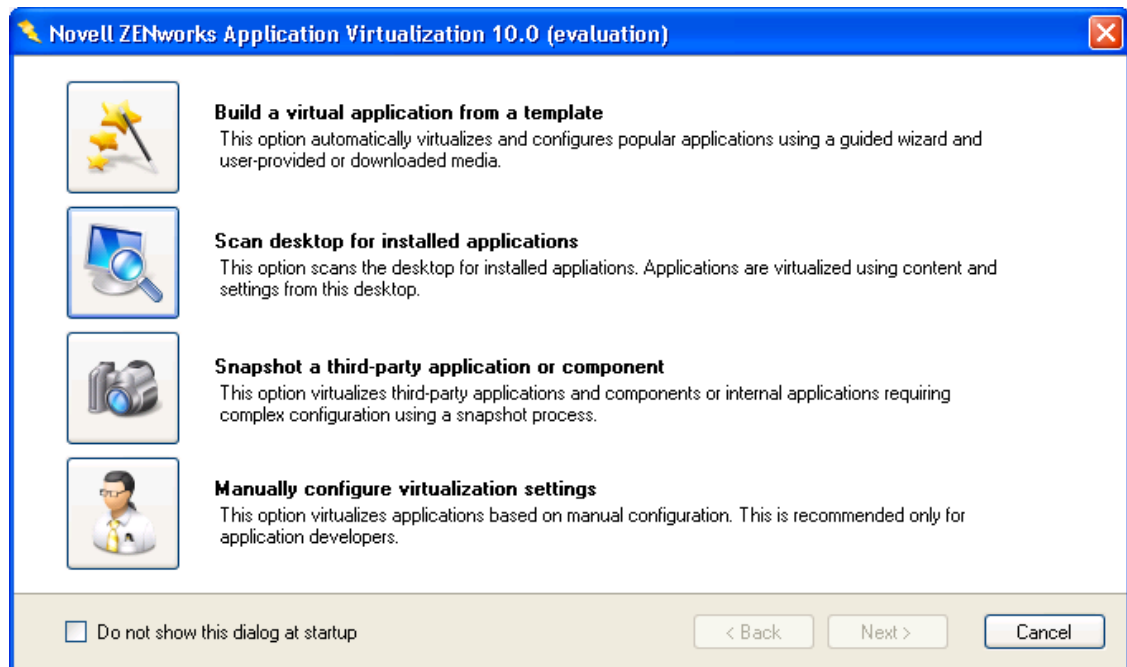 Novell ZENworks Application Virtualization 10.0 (evaluation)
Build a virtual application from a template
This option automatically virtualizes and configures popular applications using a guided wizard and
user-provided or downloaded media.
Scan desktop for installed applications
This option scans the desktop for installed appliations. Applications are virtualized using content and
settings from this desktop.
Snapshot a third-party application or component
This option virtualizes third-party applications and components or internal applications requiring
complex configuration using a snapshot process.
Manually configure virtualization settings
This option virtualizes applications based on manual configuration. This is recommended only for
application developers.
Do not show this dialog at startup
< Back
Next >
Cancel